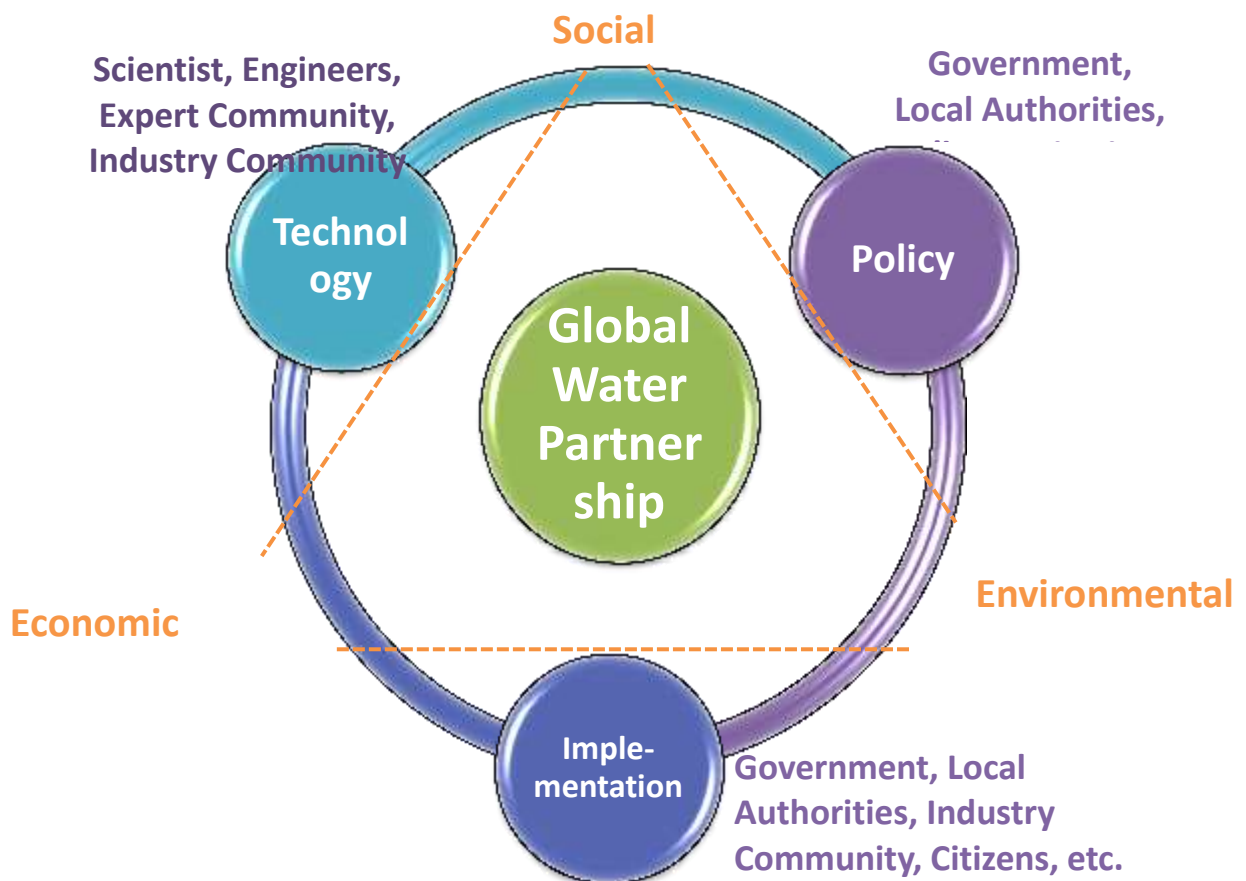 Social
Scientist, Engineers,
Expert Community,
Industry Community
Government,
Local Authorities,
Technol
ogy
Policy
Global
Water
Partner
ship
Economic
Environmental
Imple-
mentation
Government, Local
Authorities, Industry
Community, Citizens, etc.